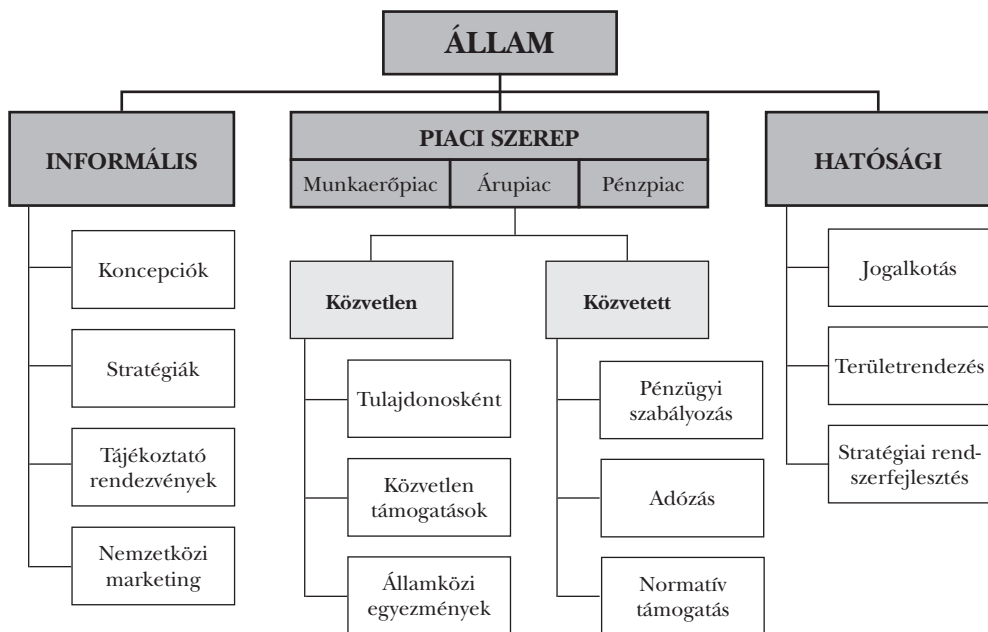 ÁLLAM
INFORMÁLIS
Koncepciók
Stratégiák
Tájékoztató
rendezvények
Nemzetközi
marketing
PIACI SZEREP
Munkaerőpiac
Árupiac
Pénzpiac
Közvetlen
Tulajdonosként
Közvetlen
támogatások
Államközi
egyezmények
Közvetett
Pénzügyi
szabályozás
Adózás
Normatív
támogatás
HATÓSÁGI
Jogalkotás
Területrendezés
Stratégiai rend-
szerfejlesztés